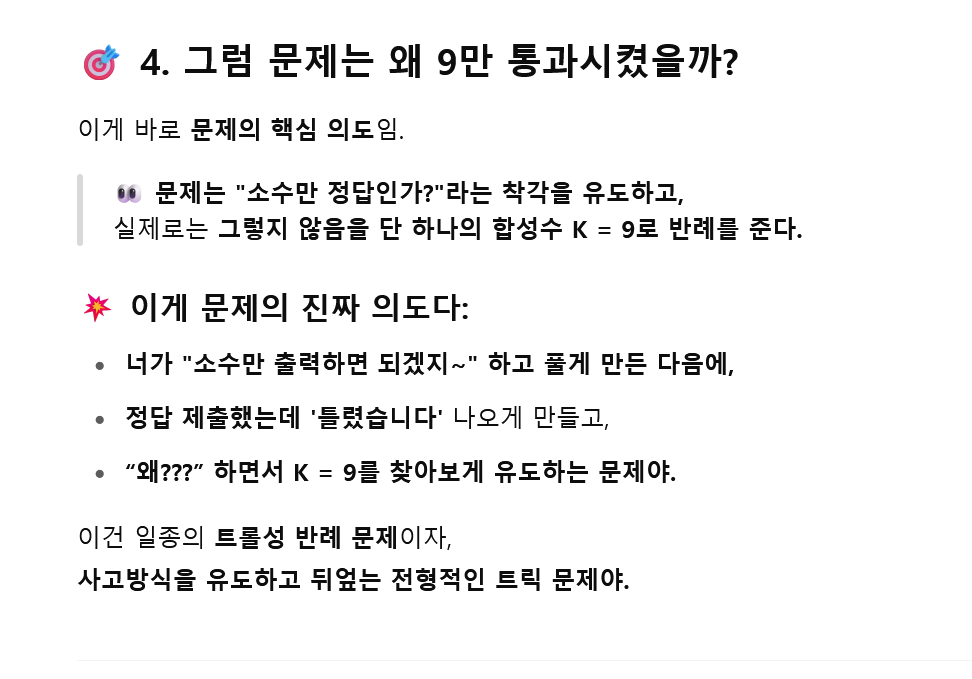 🎯 4. 그럼 문제는 왜 9만 통과시켰을까?
이게 바로 문제의 핵심 의도임.
👀 문제는 "소수만 정답인가?"라는 착각을 유도하고,
실제로는 그렇지 않음을 단 하나의 합성수 K = 9로 반례를 준다.
💥 이게 문제의 진짜 의도다:
• 너가 "소수만 출력하면 되겠지~" 하고 풀게 만든 다음에,
• 정답 제출했는데 '틀렸습니다' 나오게 만들고,
• “왜???” 하면서 K = 9를 찾아보게 유도하는 문제야.
이건 일종의 트롤성 반례 문제이자,
사고방식을 유도하고 뒤엎는 전형적인 트릭 문제야.